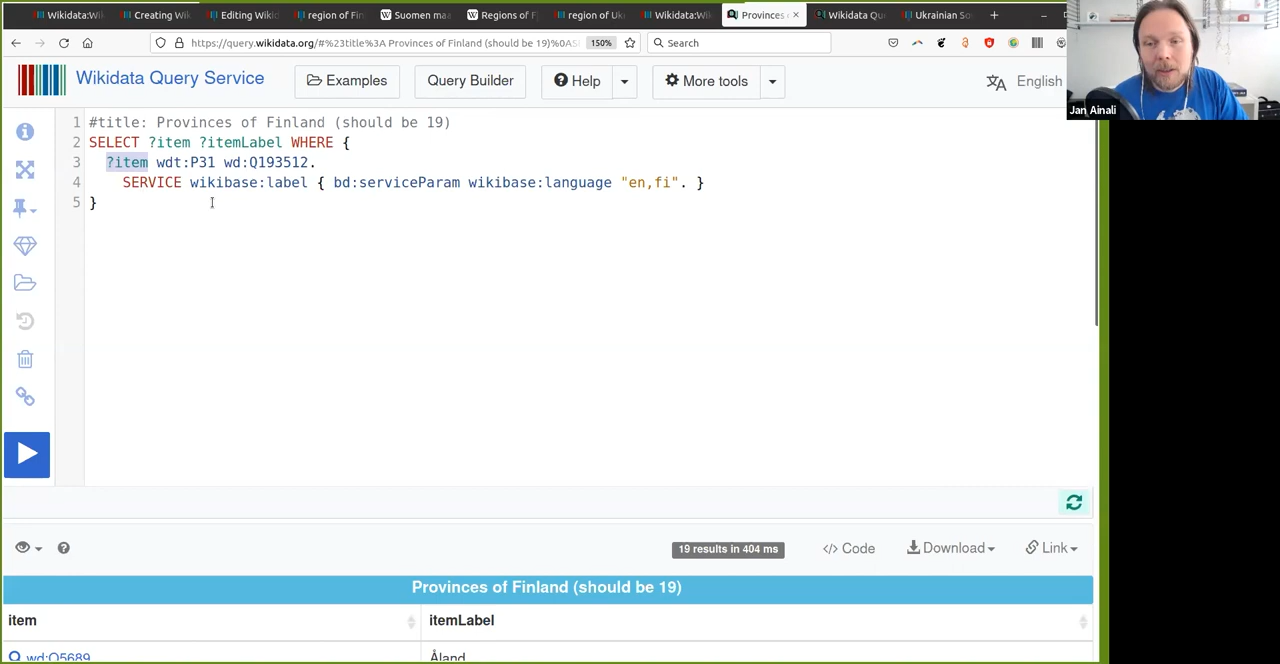 Wikidata:Wiki
Creating Wik
Editing Wikid
region of Fin
Suomen maa
Regions of F
region of Uk
Wikidata:Wiki
Provinces
Wikidata Qu
Ukrainian So
https://query.wikidata.org/#%23title%3A Provinces of Finland (should be 19)%0AS
150%
Search
Wikidata Query Service
Examples
Query Builder
Help
More tools
English
Jan Ainali
1 #title: Provinces of Finland (should be 19)
2 SELECT ?item ?itemLabel WHERE {
3 ?item wdt:P31 wd:Q193512.
4 SERVICE wikibase:label { bd:serviceParam wikibase:language "en,fi". }
5 }
19 results in 404 ms
</> Code
Download
Link
Provinces of Finland (should be 19)
item
itemLabel
wd:Q5689
Åland